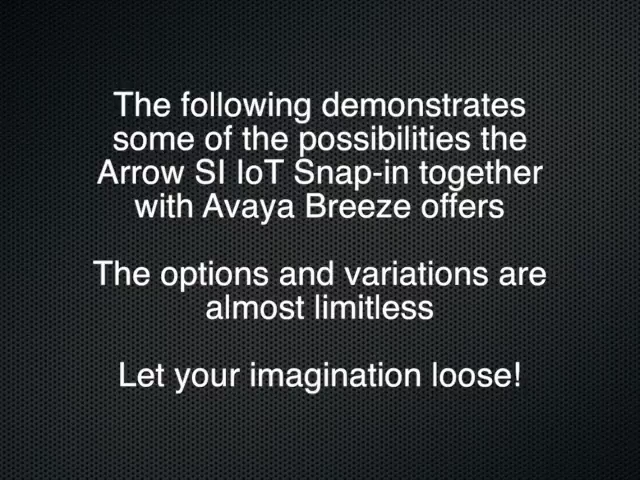 The following demonstrates
some of the possibilities the
Arrow SI IoT Snap-in together
with Avaya Breeze offers
The options and variations are
almost limitless
Let your imagination loose!